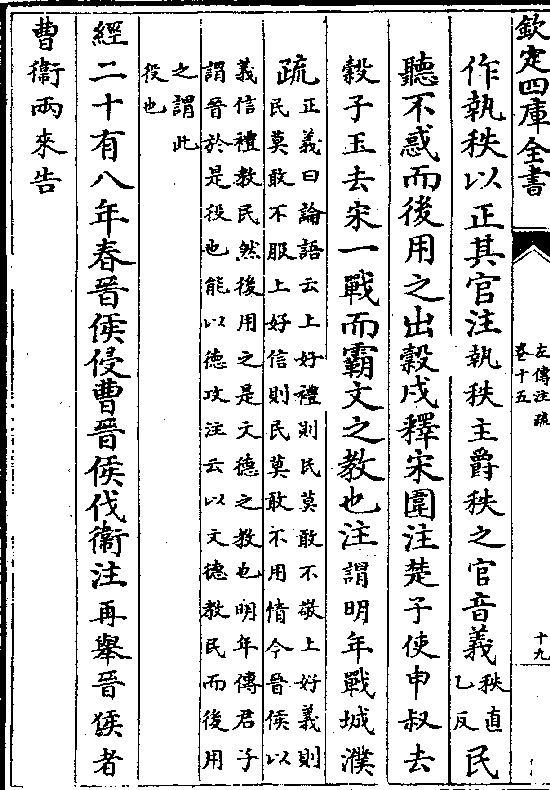 欽定四庫全書
左傳注疏
卷十五
十九
作執秩以正其官注執秩主爵秩之官音義秩直
乙反民
聽不惑而後用之出穀戍釋宋圍注楚子使申叔去
穀子玉去宋一戰而霸文之教也注謂明年戰城濮
疏正義曰論語云上好禮則民莫敢不敬上好義則
民莫敢不服上好信則民莫敢不用情今晉侯以
義信禮教民然後用之是文德之教也明年傳君子
謂晉於是役也能以德攻注云以文德教民而後用
之謂此
役也
經二十有八年春晉侯侵曹晉侯伐衞注再舉晉侯者
曹衞兩來告